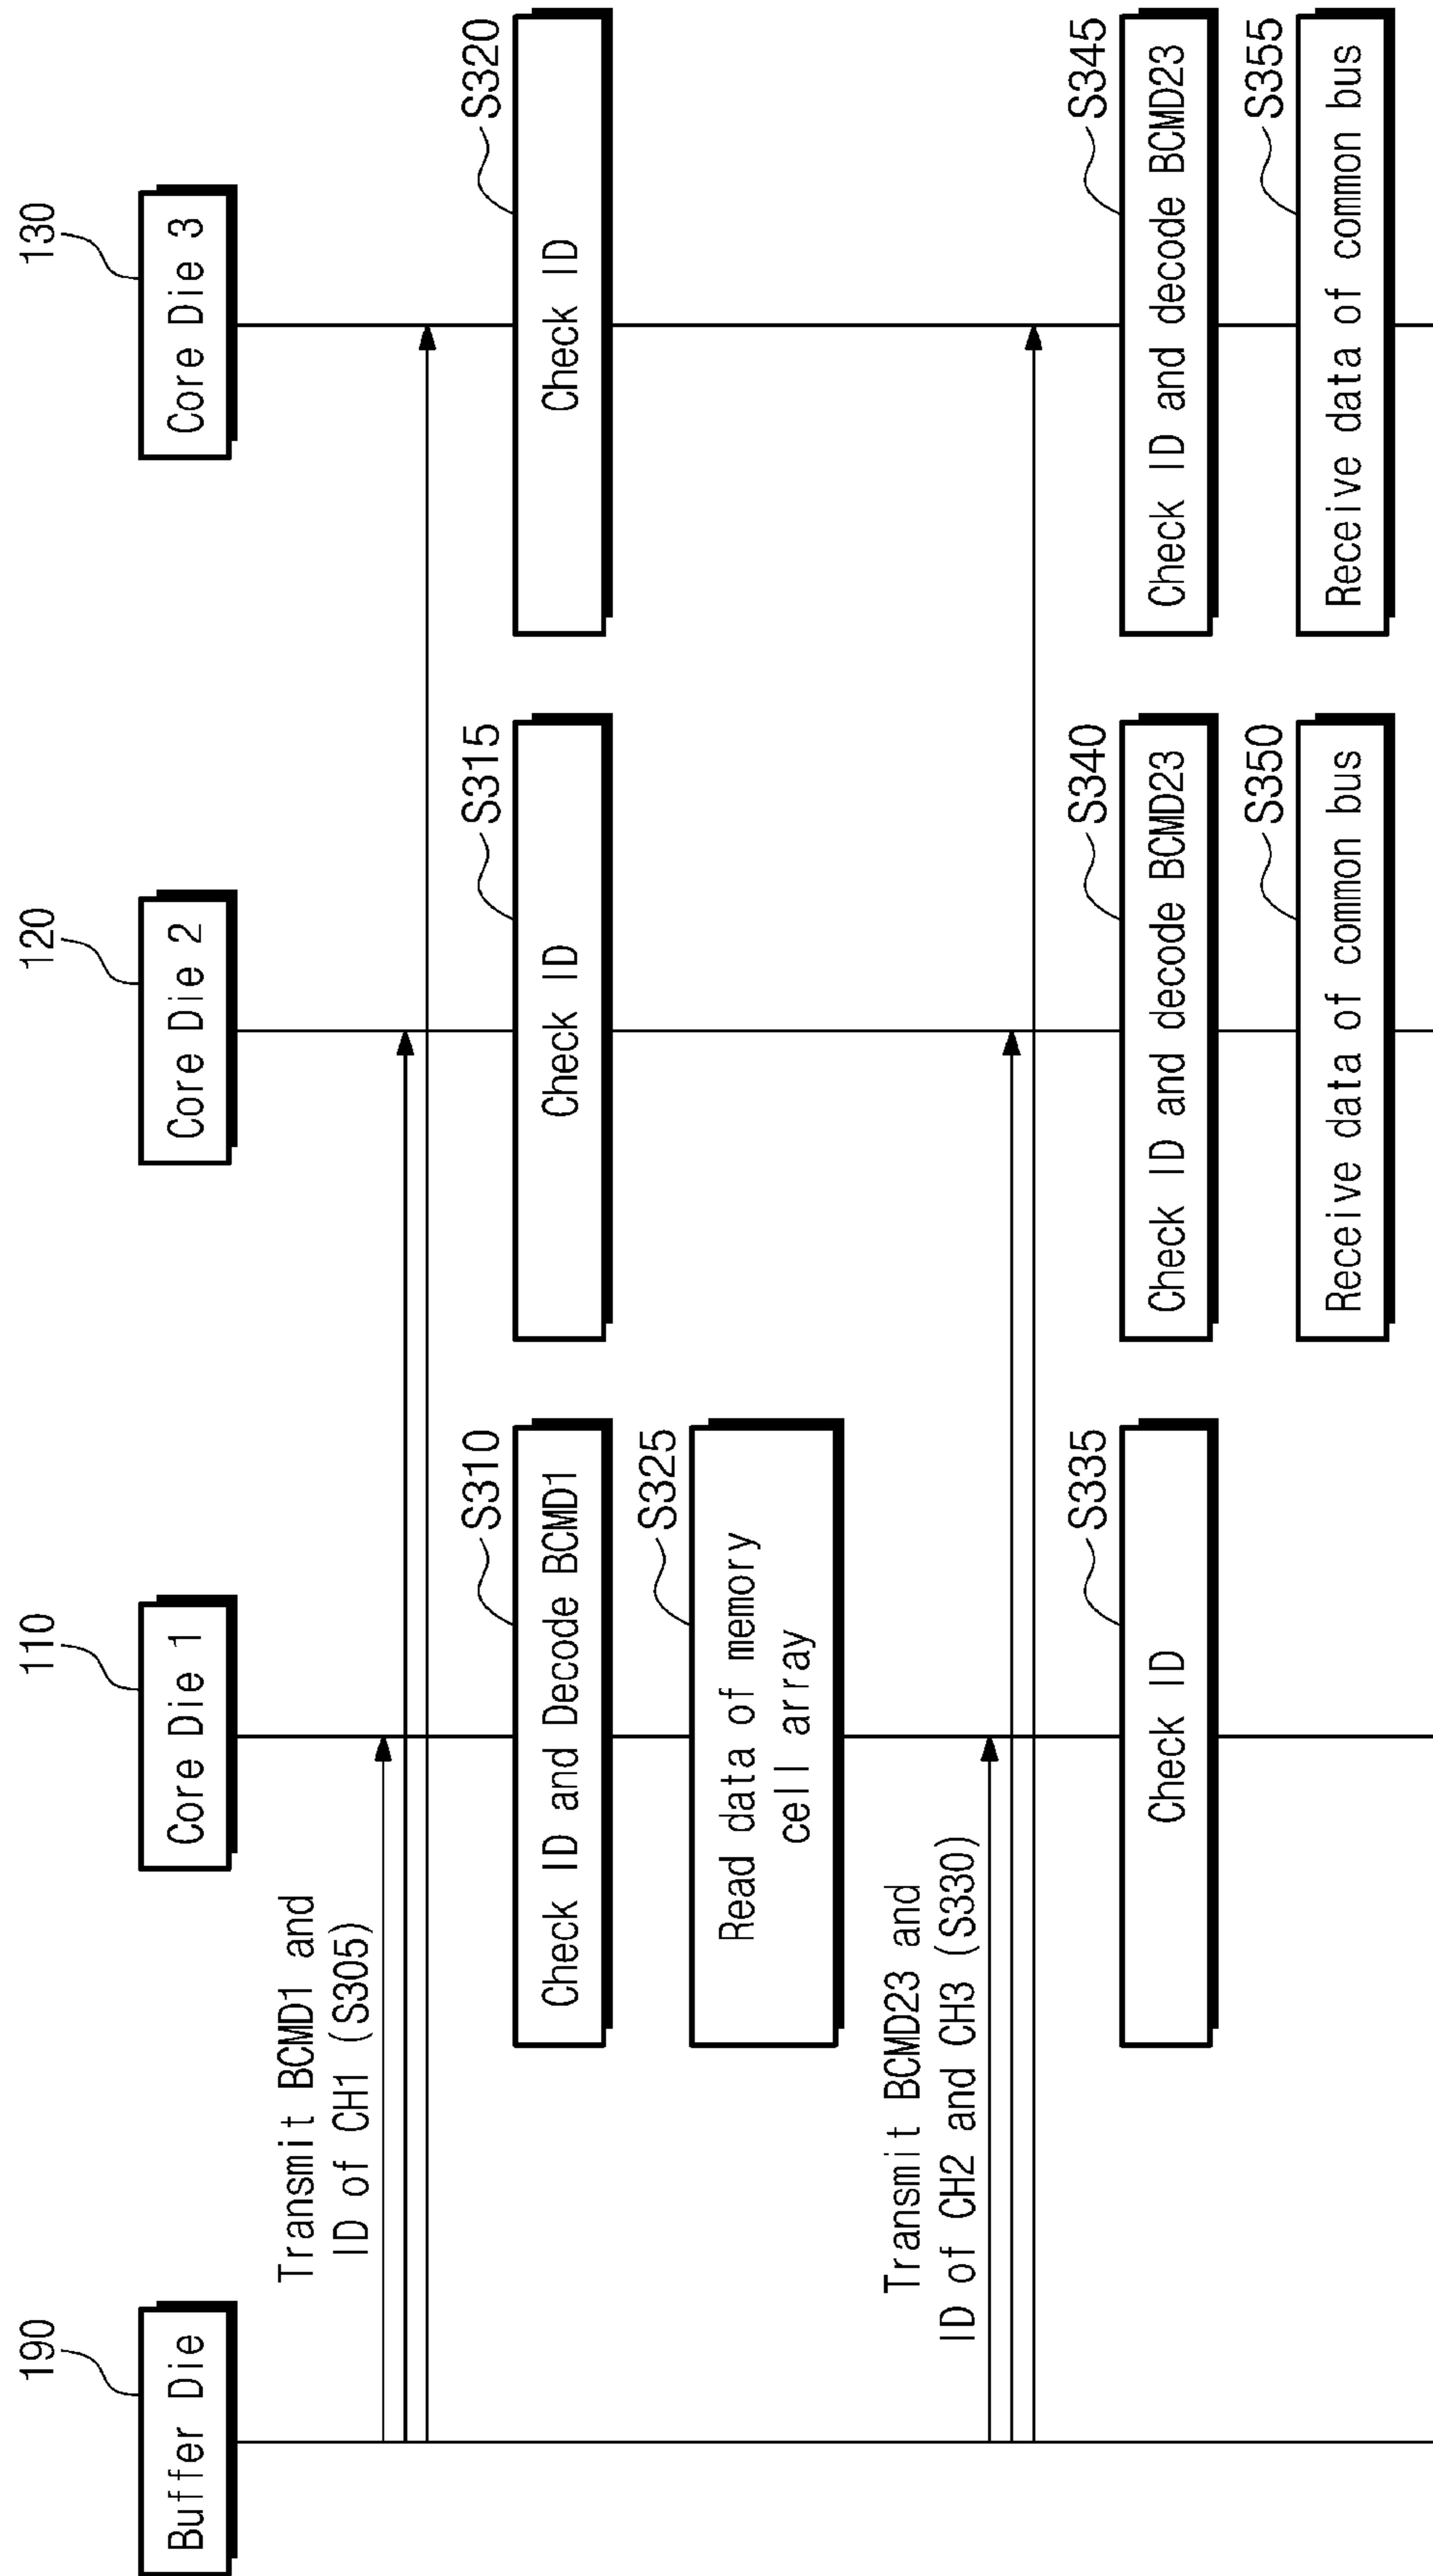 190
Buffer Die
110
Core Die 1
120
Core Die 2
130
Core Die 3
Transmit BCMD1 and
ID of CH1 (S305)
S310
Check ID and Decode BCMD1
S315
Check ID
S320
Check ID
S325
Read data of memory
cell array
Transmit BCMD23 and
ID of CH2 and CH3 (S330)
S335
Check ID
S340
Check ID and decode BCMD23
S345
Check ID and decode BCMD23
S350
Receive data of common bus
S355
Receive data of common bus